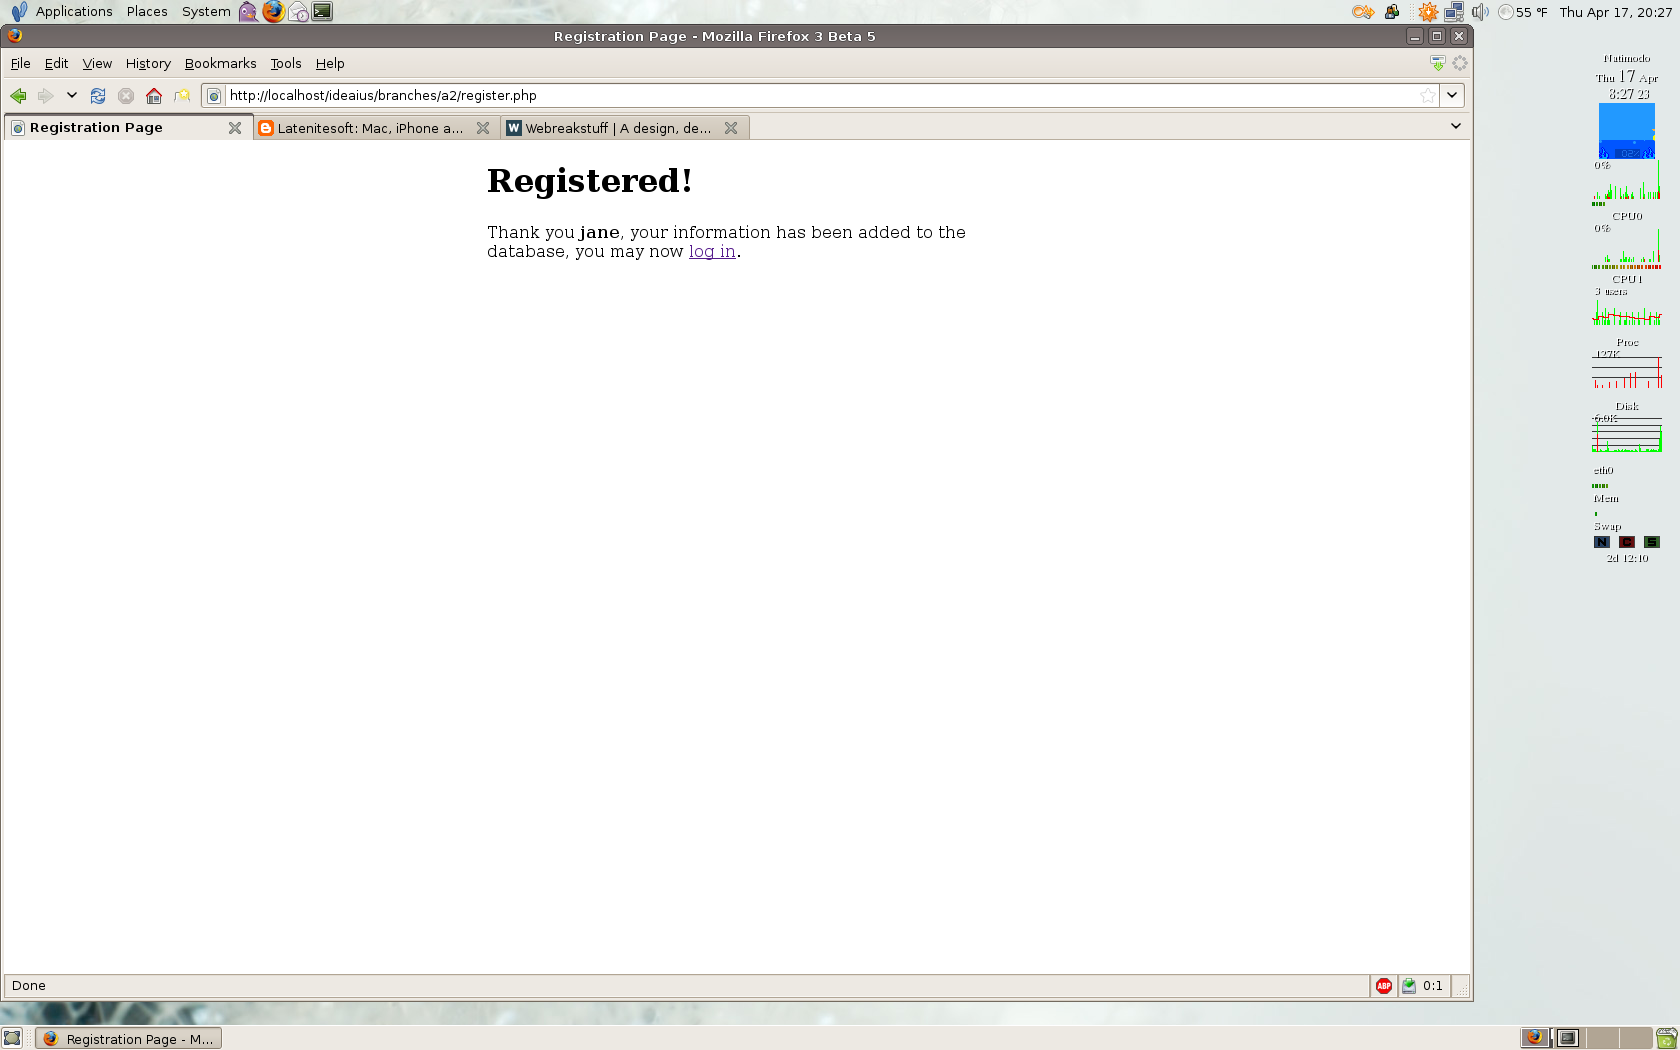 Applications Places System
55 °F Thu Apr 17, 20:27
Registration Page - Mozilla Firefox 3 Beta 5
File Edit View History Bookmarks Tools Help
http://localhost/ideaius/branches/a2/register.php
Registration Page
Latenitesoft: Mac, iPhone a...
W Webreakstuff | A design, de...
Registered!
Thank you jane, your information has been added to the
database, you may now log in.
Nutimodo
Thu 17 Apr
8:27 23
0%
CPU0
0%
CPU1
3 users
Proc
127K
Disk
6.0K
eth0
Mem
Swap
N C S
2d 12:10
Done
ABP
0:1
Registration Page - M...